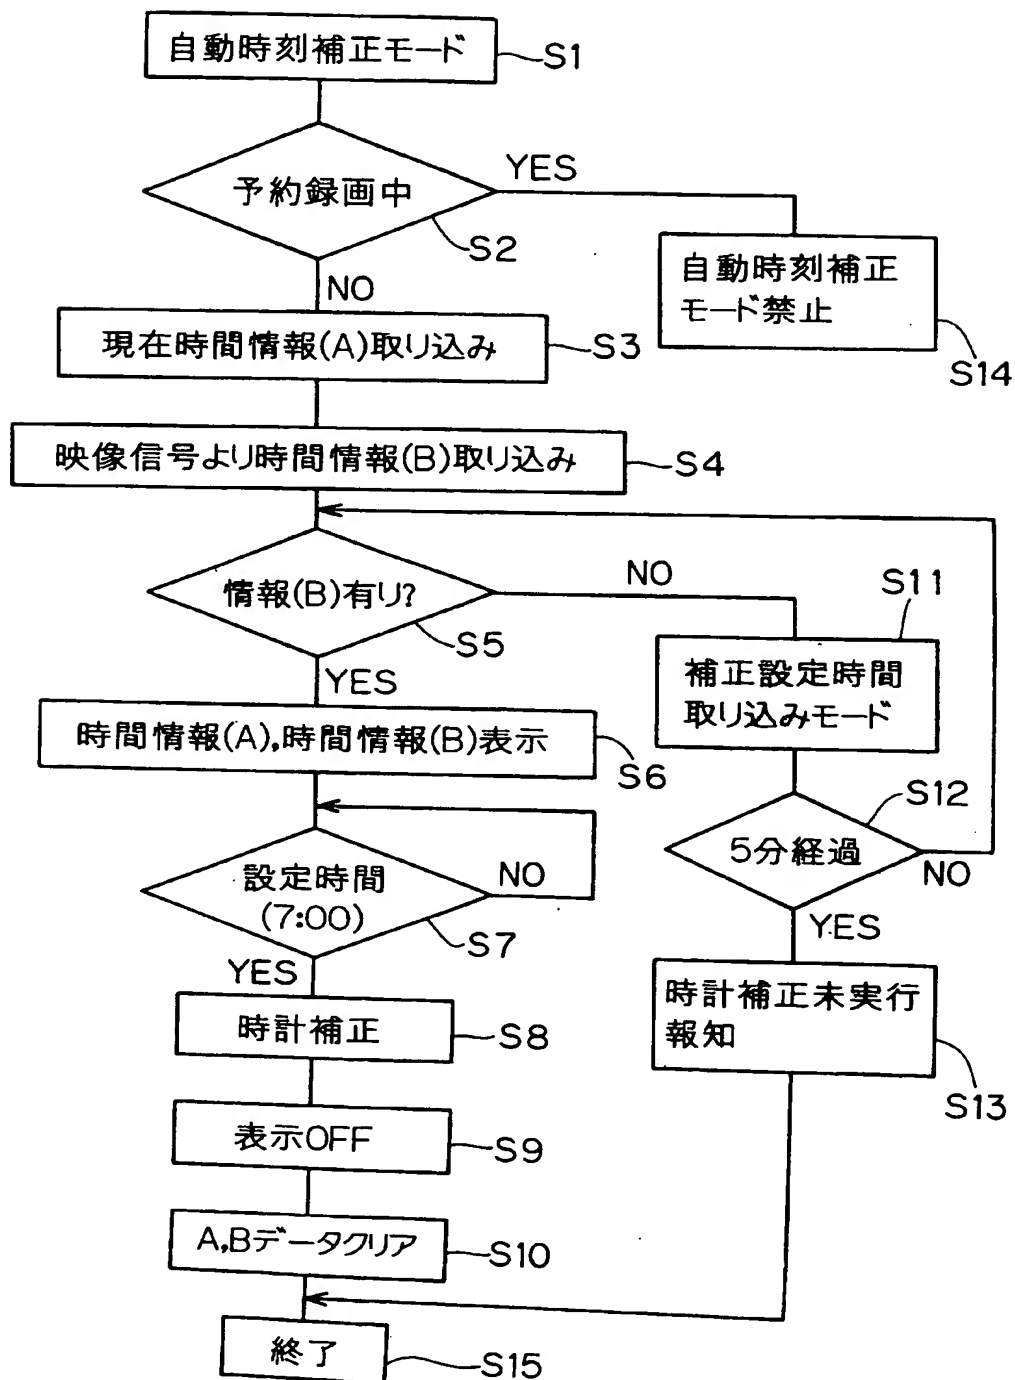 自動時刻補正モード
S1
予約録画中
YES
S2
NO
自動時刻補正
モード禁止
S14
現在時間情報(A)取り込み
S3
映像信号より時間情報(B)取り込み
S4
情報(B)有り?
NO
S5
YES
S11
補正設定時間
取り込みモード
時間情報(A),時間情報(B)表示
S6
S12
5分経過
NO
YES
設定時間
(7:00)
NO
S7
YES
時計補正未実行
報知
S13
時計補正
S8
表示OFF
S9
A,Bデータクリア
S10
終了
S15